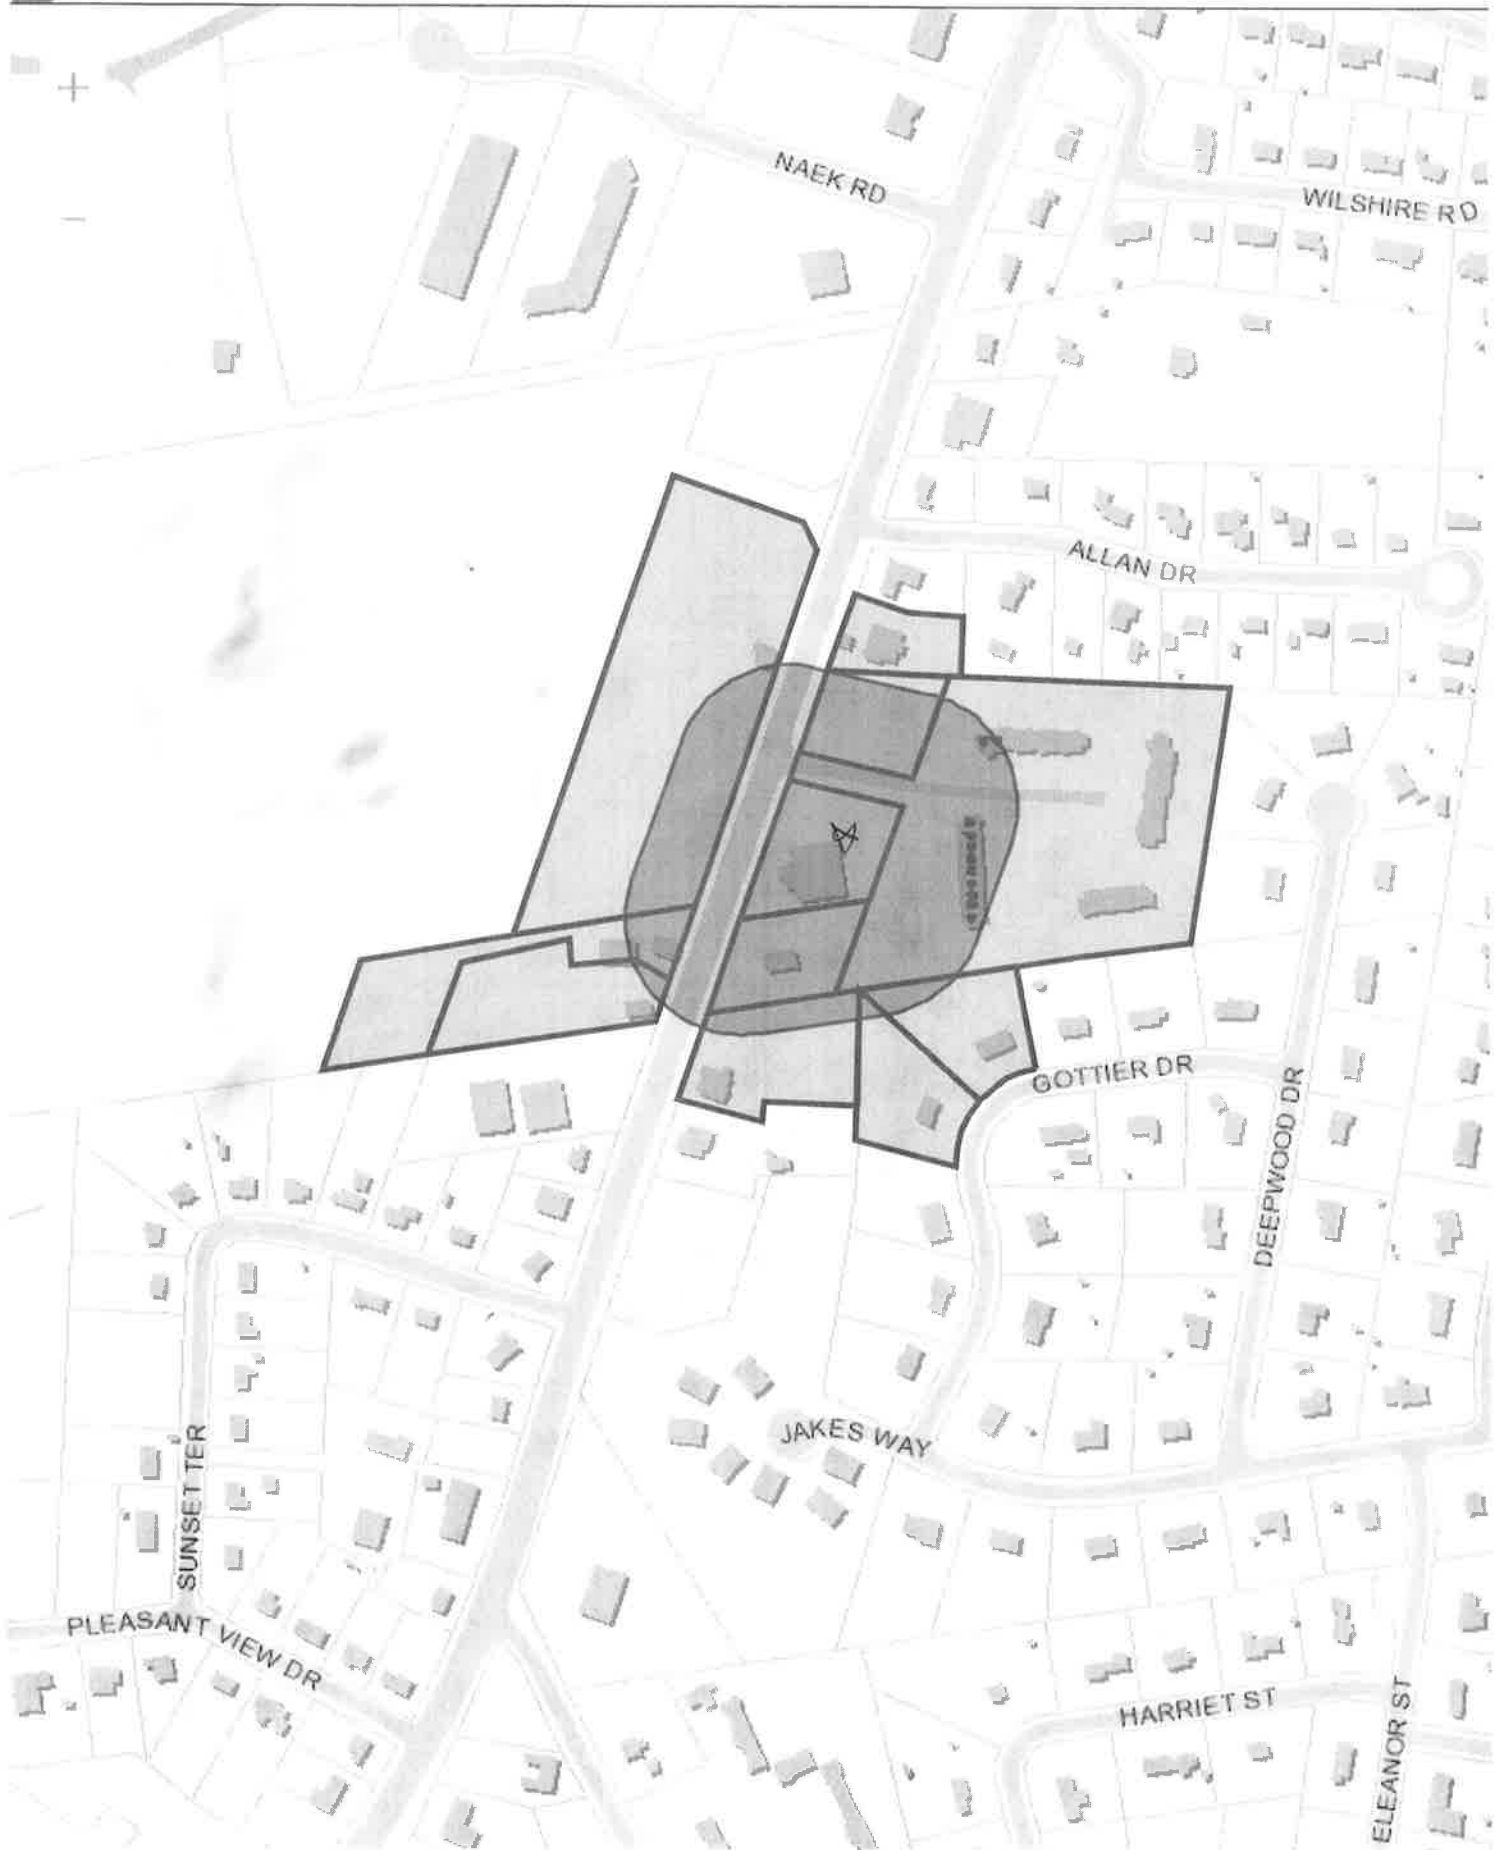 NAEK RD
WILSHIRE RD
ALLAN DR
GOTTIER DR
DEEPWOOD DR
JAKES WAY
SUNSET TER
PLEASANT VIEW DR
HARRIET ST
ELEANOR ST